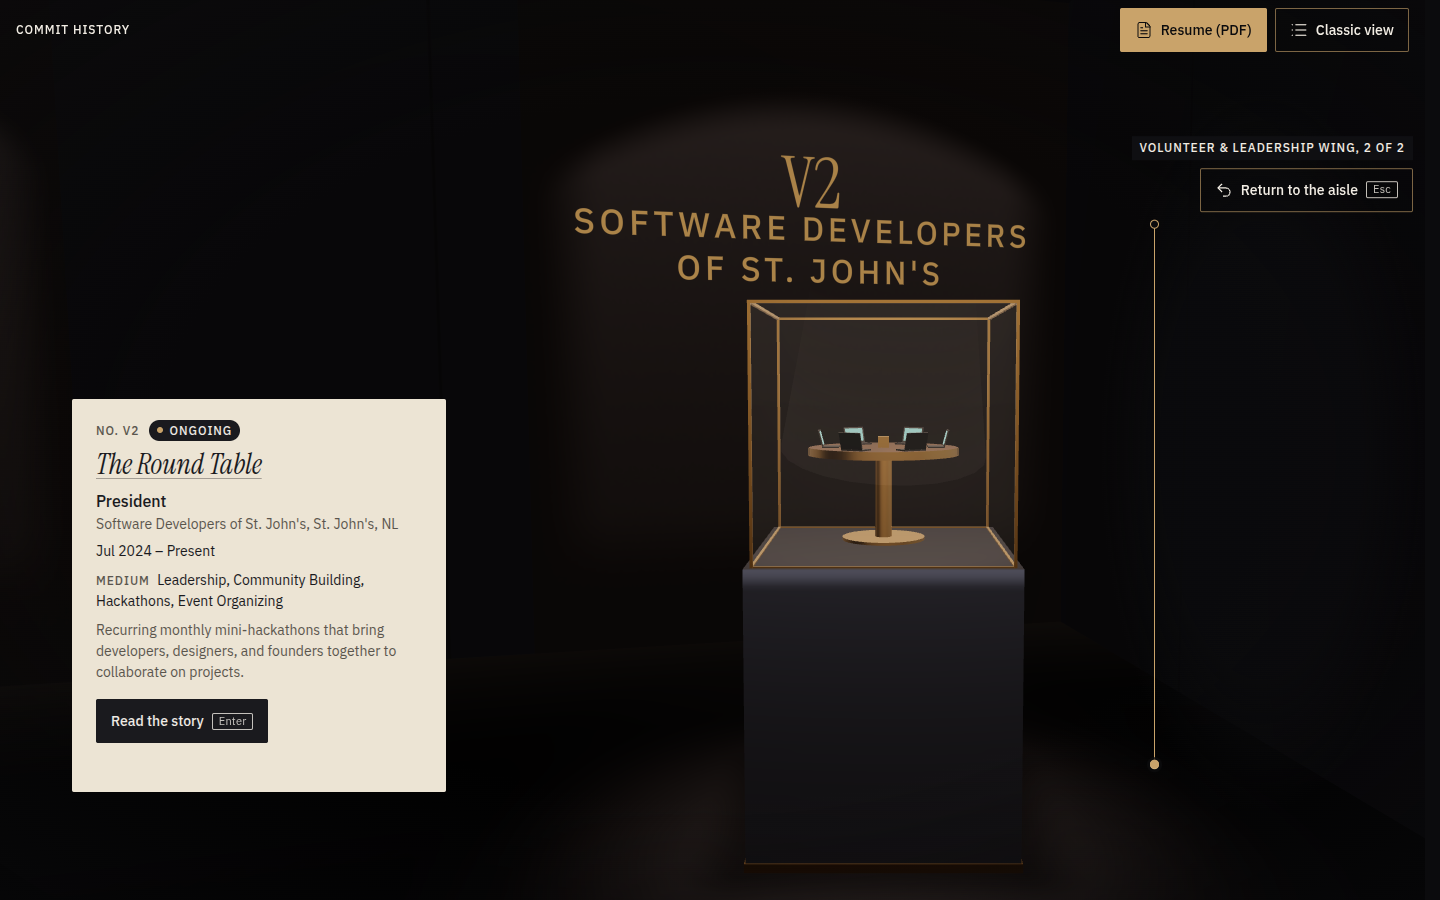 COMMIT HISTORY
Resume (PDF)
Classic view
VOLUNTEER & LEADERSHIP WING, 2 OF 2
Return to the aisle Esc
V2
SOFTWARE DEVELOPERS
OF ST. JOHN'S
NO. V2 ONGOING
The Round Table
President
Software Developers of St. John's, St. John's, NL
Jul 2024 – Present
MEDIUM Leadership, Community Building,
Hackathons, Event Organizing
Recurring monthly mini-hackathons that bring
developers, designers, and founders together to
collaborate on projects.
Read the story Enter